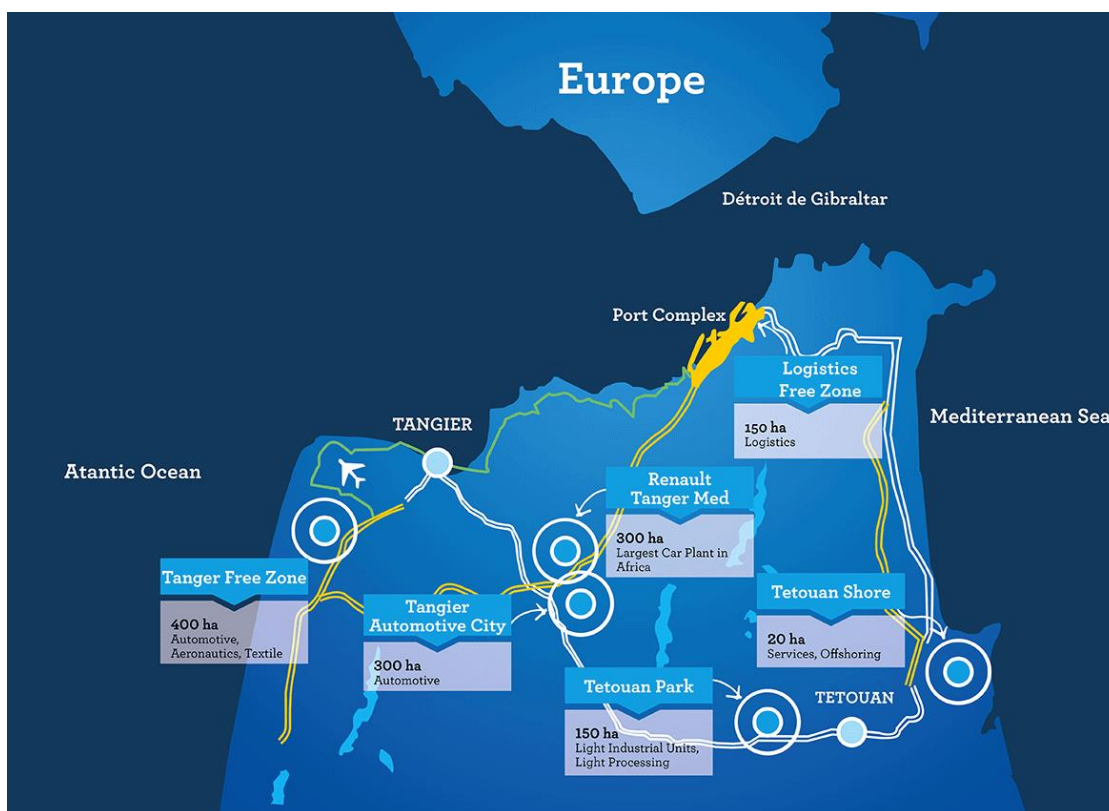 Europe
Détroit de Gibraltar
Port Complex
Logistics
Free Zone
150 ha
Logistics
Mediterranean Sea
TANGIER
Atantic Ocean
Renault
Tanger Med
300 ha
Largest Car Plant in
Africa
Tanger Free Zone
400 ha
Automotive,
Aeronautics, Textile
Tangier
Automotive City
300 ha
Automotive
Tetouan Shore
20 ha
Services, Offshoring
Tetouan Park
150 ha
Light Industrial Units,
Light Processing
TETOUAN